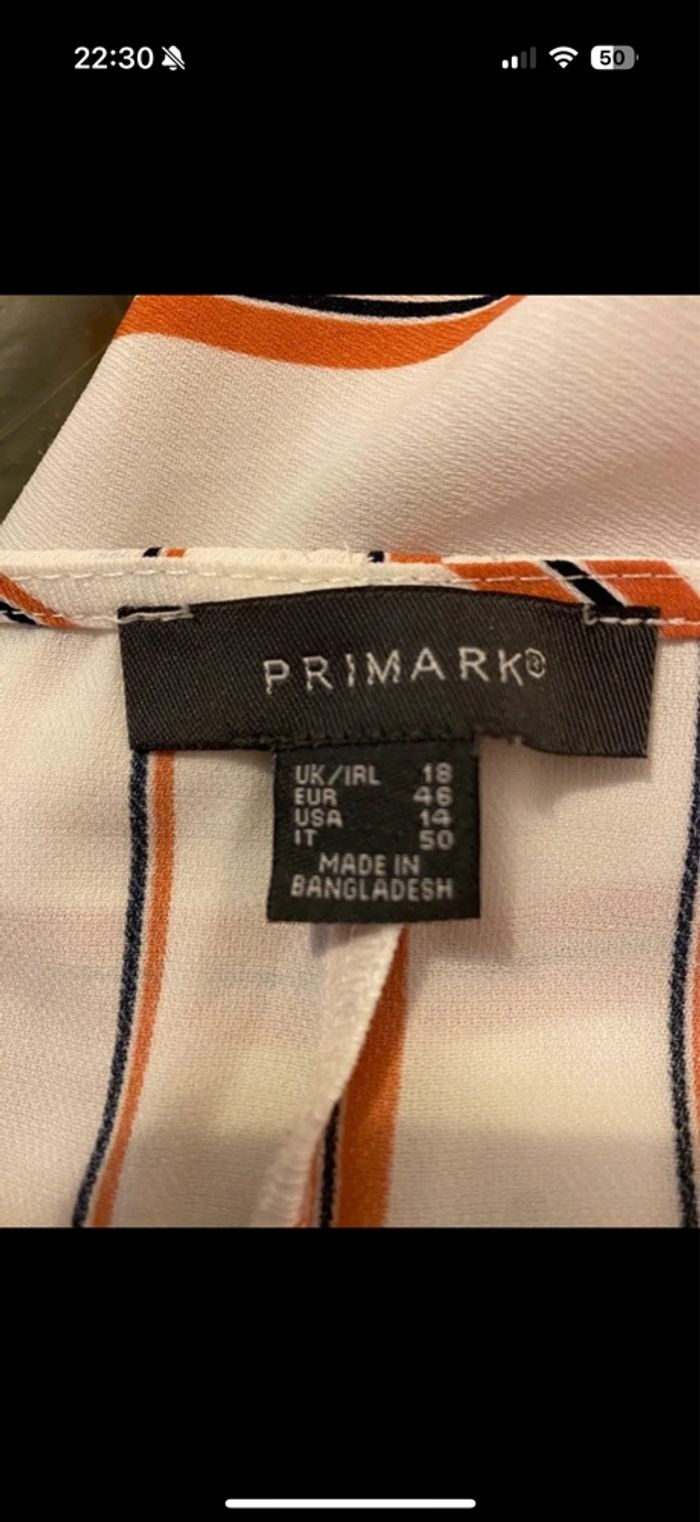 22:30
50
PRIMARK®
UK/IRL 18
EUR 46
USA 14
IT 50
MADE IN
BANGLADESH